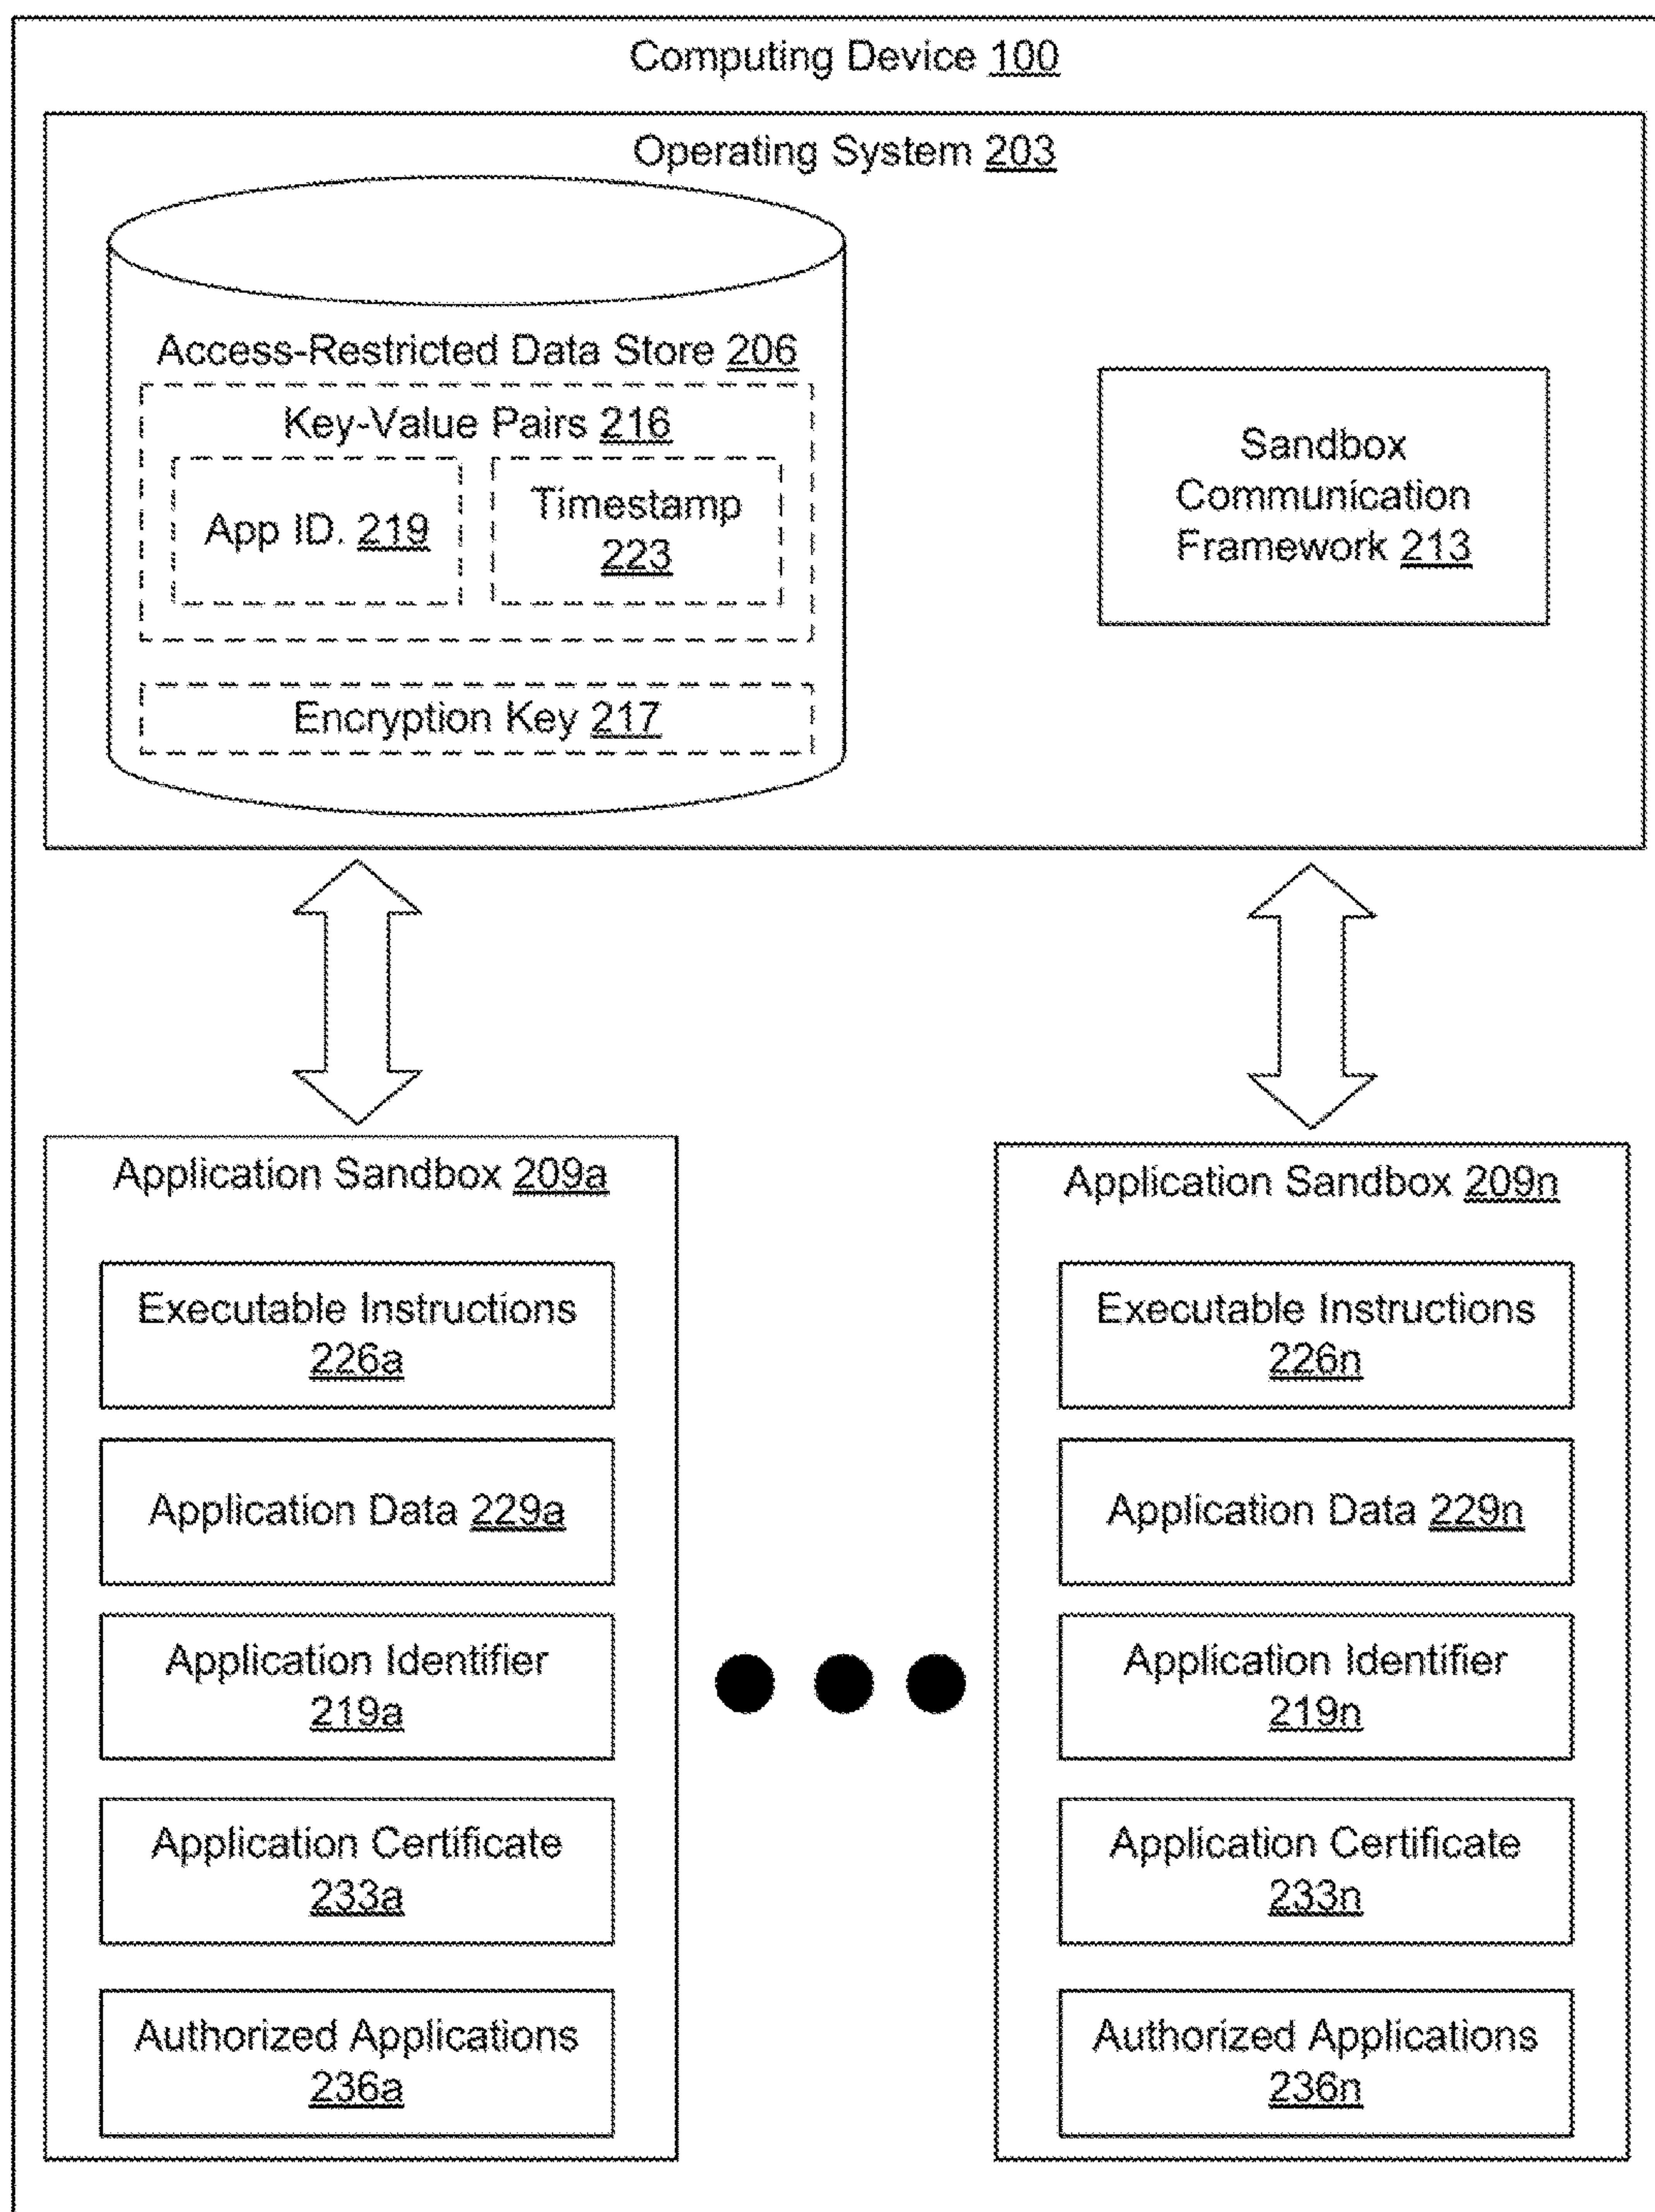 Computing Device 100
Operating System 203
Access-Restricted Data Store 206
Key-Value Pairs 216
App ID. 219
Timestamp
223
Encryption Key 217
Sandbox
Communication
Framework 213
Application Sandbox 209a
Executable Instructions
226a
Application Data 229a
Application Identifier
219a
Application Certificate
233a
Authorized Applications
236a
Application Sandbox 209n
Executable Instructions
226n
Application Data 229n
Application Identifier
219n
Application Certificate
233n
Authorized Applications
236n